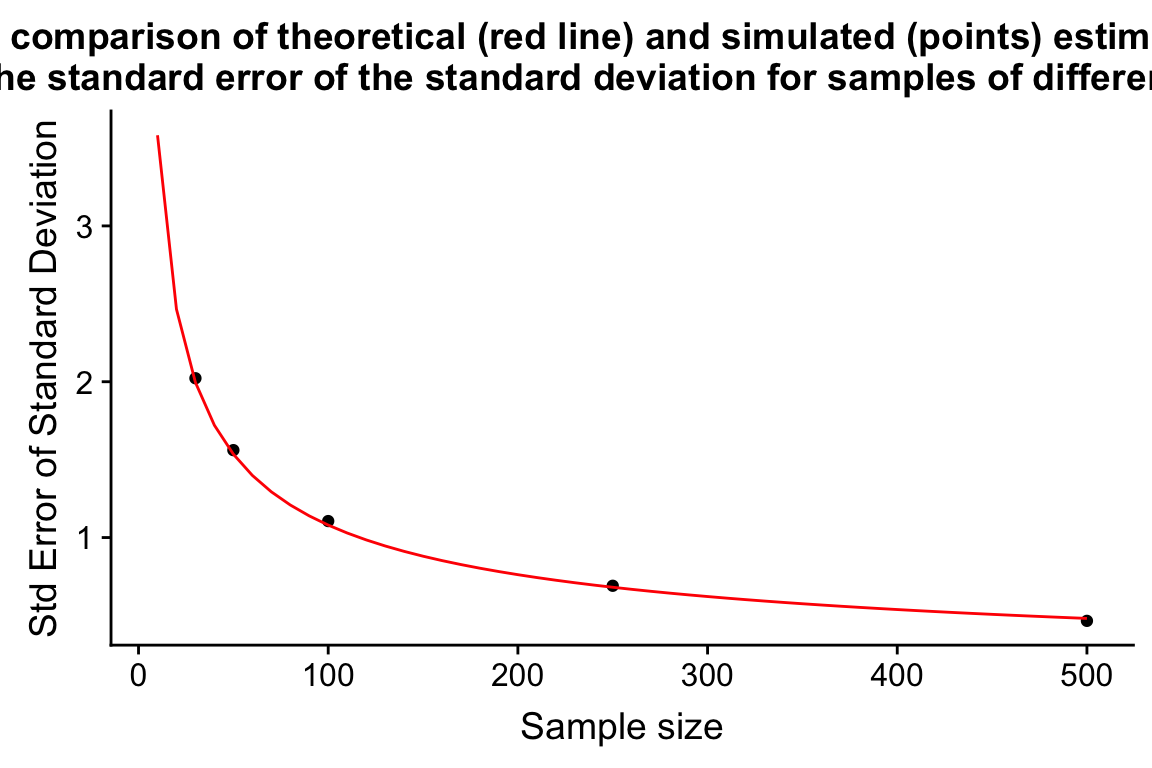 comparison of theoretical (red line) and simulated (points) estim
he standard error of the standard deviation for samples of differen
Std Error of Standard Deviation
3
2
1
0 100 200 300 400 500
Sample size